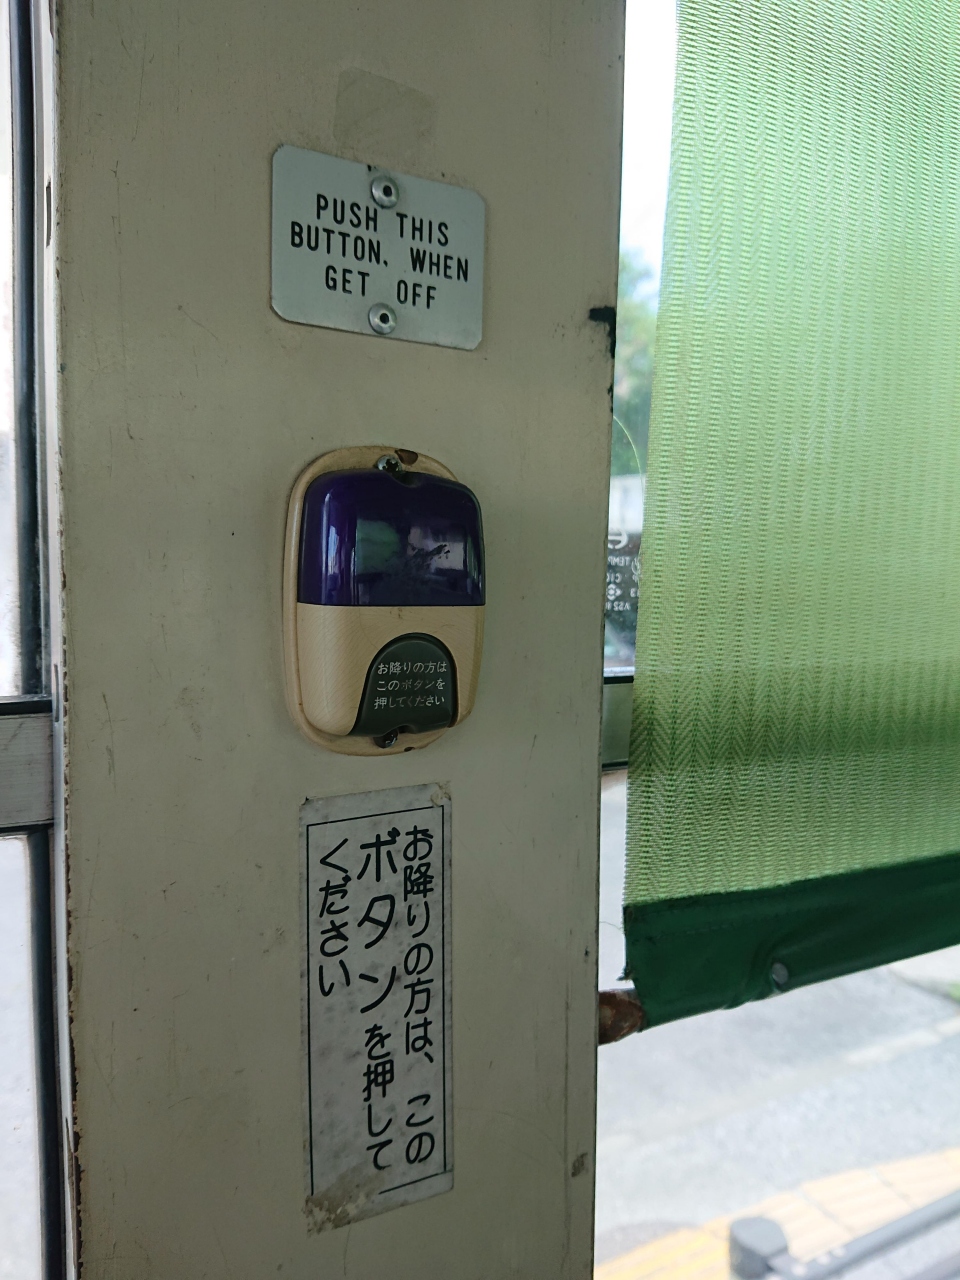 PUSH THIS
BUTTON. WHEN
GET OFF
お降りの方は
このボタンを
押してください
お降りの方は、この
ボタンを押して
ください